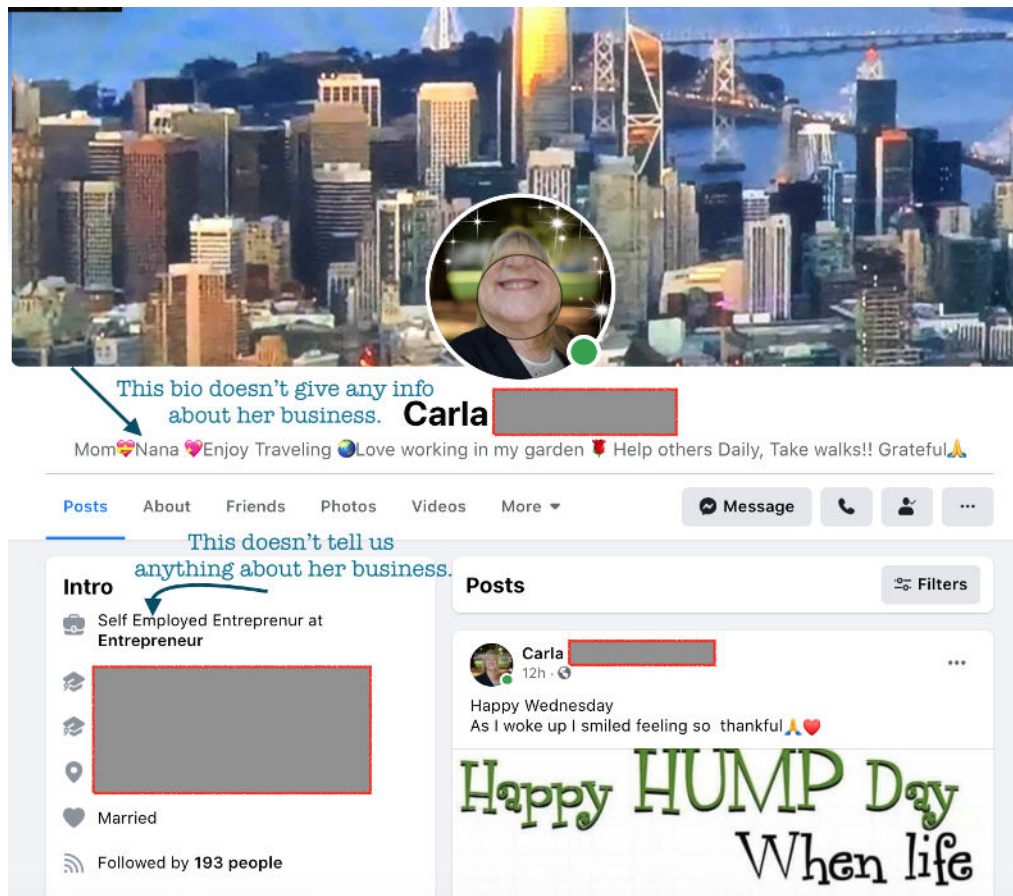 This bio doesn't give any info
about her business.
Carla
Mom💝Nana 💖Enjoy Traveling 🌏Love working in my garden 🌹 Help others Daily, Take walks!! Grateful🙏
Posts About Friends Photos Videos More Message ...
This doesn't tell us
anything about her business.
Intro
Self Employed Entreprenur at
Entrepreneur
Married
Followed by 193 people
Posts
Filters
Carla
12h ·
Happy Wednesday
As I woke up I smiled feeling so thankful🙏❤️
Happy HUMP Day
When life